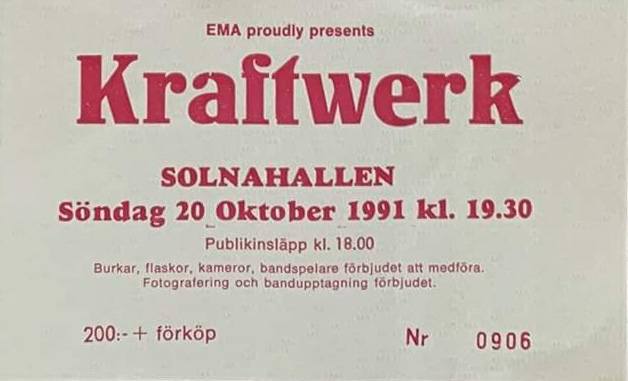 EMA proudly presents
Kraftwerk
SOLNAHALLEN
Söndag 20 Oktober 1991 kl. 19.30
Publikinsläpp kl. 18.00
Burkar, flaskor, kameror, bandspelare förbjudet att medföra.
Fotografering och bandupptagning förbjudet.
200:- + förköp Nr 0906